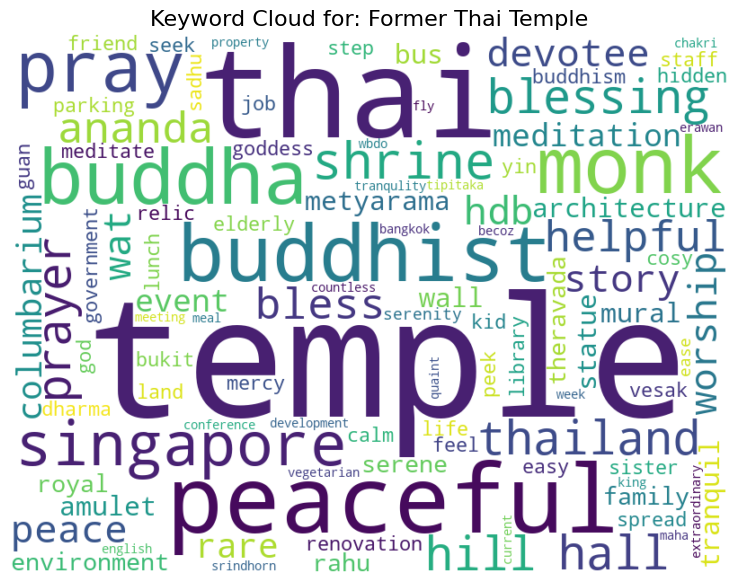 Keyword Cloud for: Former Thai Temple
friend seek step bus devotee chakri staff
property
pray thai buddhism hidden
sadhu
parking job fly blessing
ananda erawan
meditate goddess wbdo meditation
guan buddha shrine yin monk
tranqulity tipitaka
relic metyarama hdb architecture
columbarium prayer government wat lunch elderly bangkok becoz helpful
buddhist theravada cosy worship
event bless countless wall story
meeting meal serenity kid library statue mural
god bukit temple peek ease
land mercy quaint week vesak
dharma
conference development life
singapore calm feel thailand
vegetarian serene easy sister tranquil
royal peaceful king extraordinary
amulet family
peace rare renovation current spread
english hill hall maha
environment srindhorn rahu